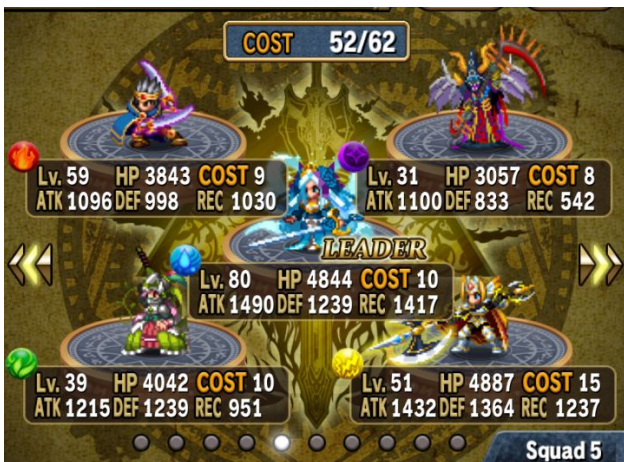 COST 52/62
Lv. 59 HP 3843 COST 9
ATK 1096 DEF 998 REC 1030
Lv. 31 HP 3057 COST 8
ATK 1100 DEF 833 REC 542
LEADER
Lv. 80 HP 4844 COST 10
ATK 1490 DEF 1239 REC 1417
Lv. 39 HP 4042 COST 10
ATK 1215 DEF 1239 REC 951
Lv. 51 HP 4887 COST 15
ATK 1432 DEF 1364 REC 1237
Squad 5